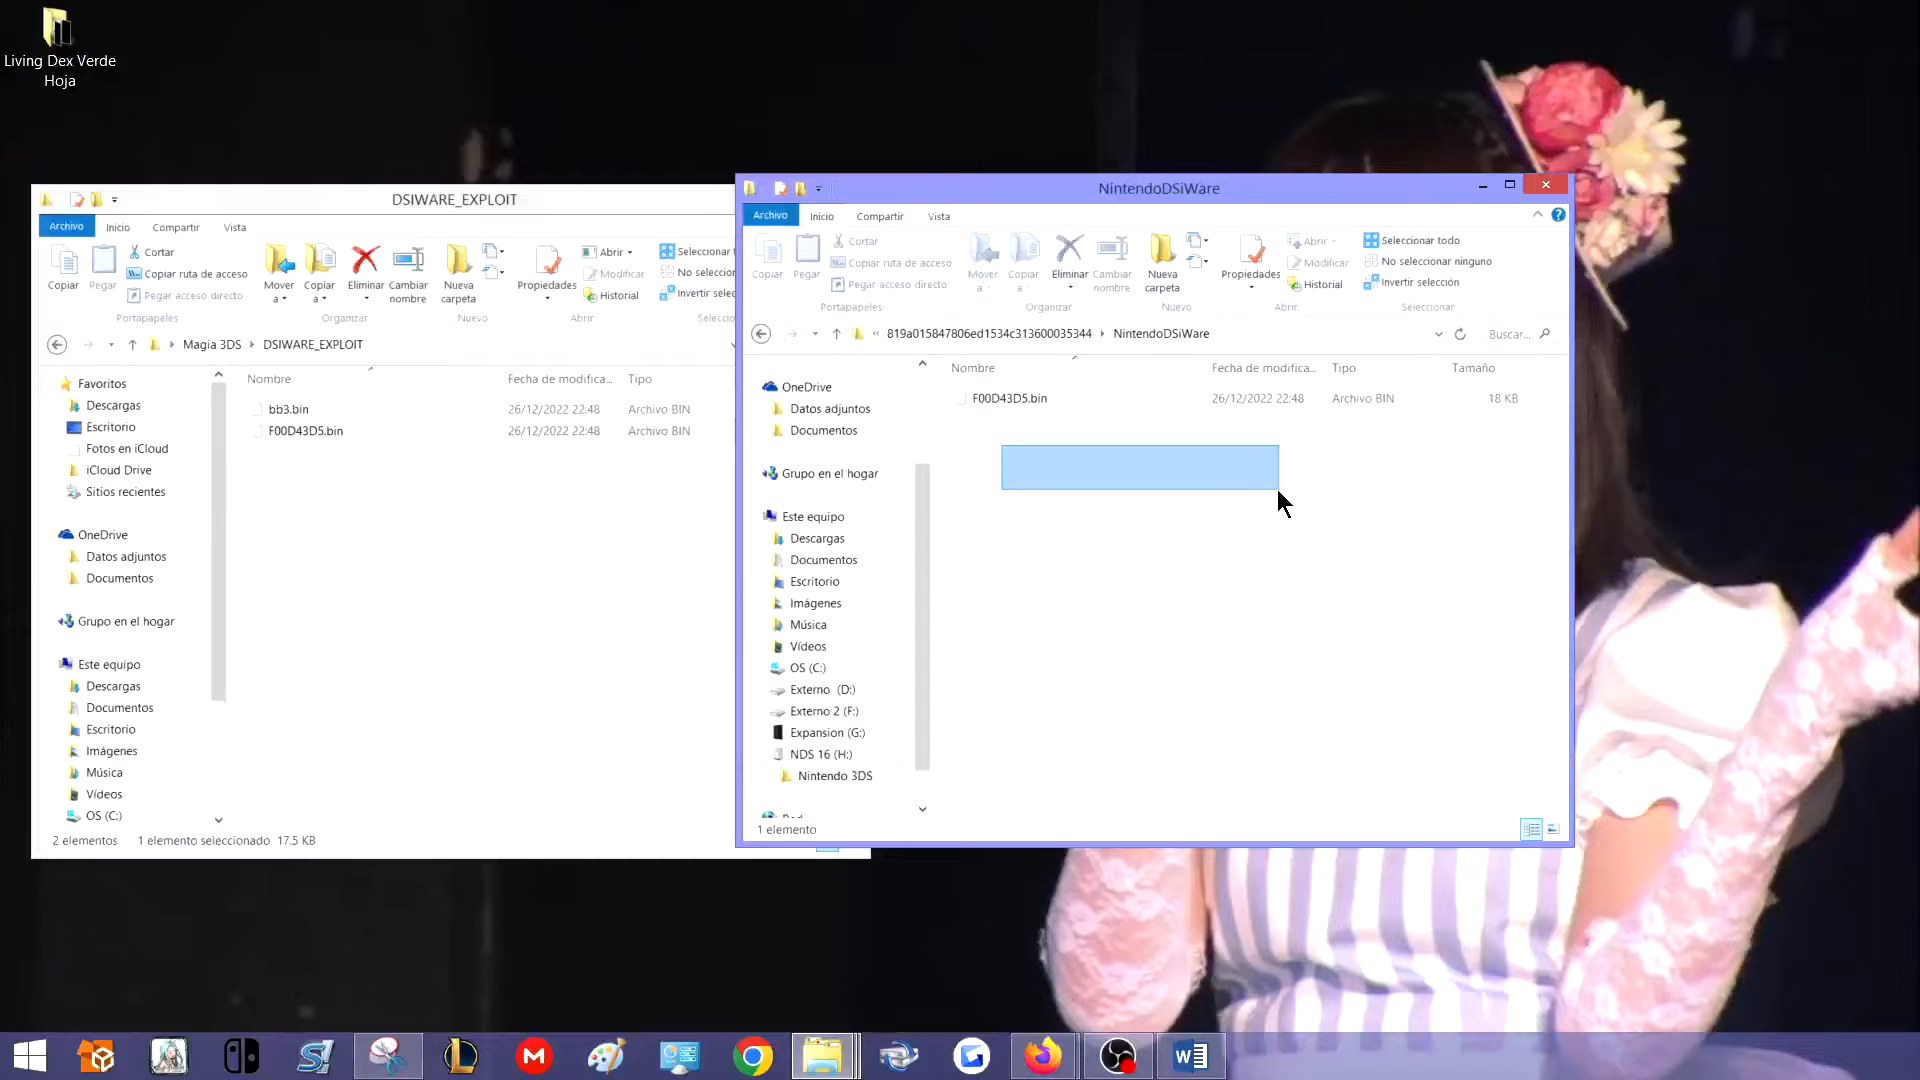 Living Dex Verde
Hoja
DSIWARE_EXPLOIT
Archivo Inicio Compartir Vista
Copiar
Pegar
Cortar
Copiar ruta de acceso
Pegar acceso directo
Portapapeles
Mover a
Copiar a
Eliminar
Cambiar nombre
Organizar
Nueva carpeta
Nuevo
Propiedades
Abrir
Modificar
Historial
Abrir
Seleccionar
No seleccion
Invertir selec
Magia 3DS DSIWARE_EXPLOIT
Nombre Fecha de modifica... Tipo
bb3.bin 26/12/2022 22:48 Archivo BIN
F00D43D5.bin 26/12/2022 22:48 Archivo BIN
Favoritos
Descargas
Escritorio
Fotos en iCloud
iCloud Drive
Sitios recientes
OneDrive
Datos adjuntos
Documentos
Grupo en el hogar
Este equipo
Descargas
Documentos
Escritorio
Imágenes
Música
Vídeos
OS (C:)
2 elementos 1 elemento seleccionado 17.5 KB
NintendoDSiWare
Archivo Inicio Compartir Vista
Copiar
Pegar
Cortar
Copiar ruta de acceso
Pegar acceso directo
Portapapeles
Mover a
Copiar a
Eliminar
Cambiar nombre
Organizar
Nueva carpeta
Nuevo
Propiedades
Abrir
Modificar
Historial
Abrir
Seleccionar todo
No seleccionar ninguno
Invertir selección
Seleccionar
« 819a015847806ed1534c313600035344 NintendoDSiWare
Buscar...
Nombre Fecha de modifica... Tipo Tamaño
F00D43D5.bin 26/12/2022 22:48 Archivo BIN 18 KB
OneDrive
Datos adjuntos
Documentos
Grupo en el hogar
Este equipo
Descargas
Documentos
Escritorio
Imágenes
Música
Vídeos
OS (C:)
Externo (D:)
Externo 2 (F:)
Expansion (G:)
NDS 16 (H:)
Nintendo 3DS
1 elemento